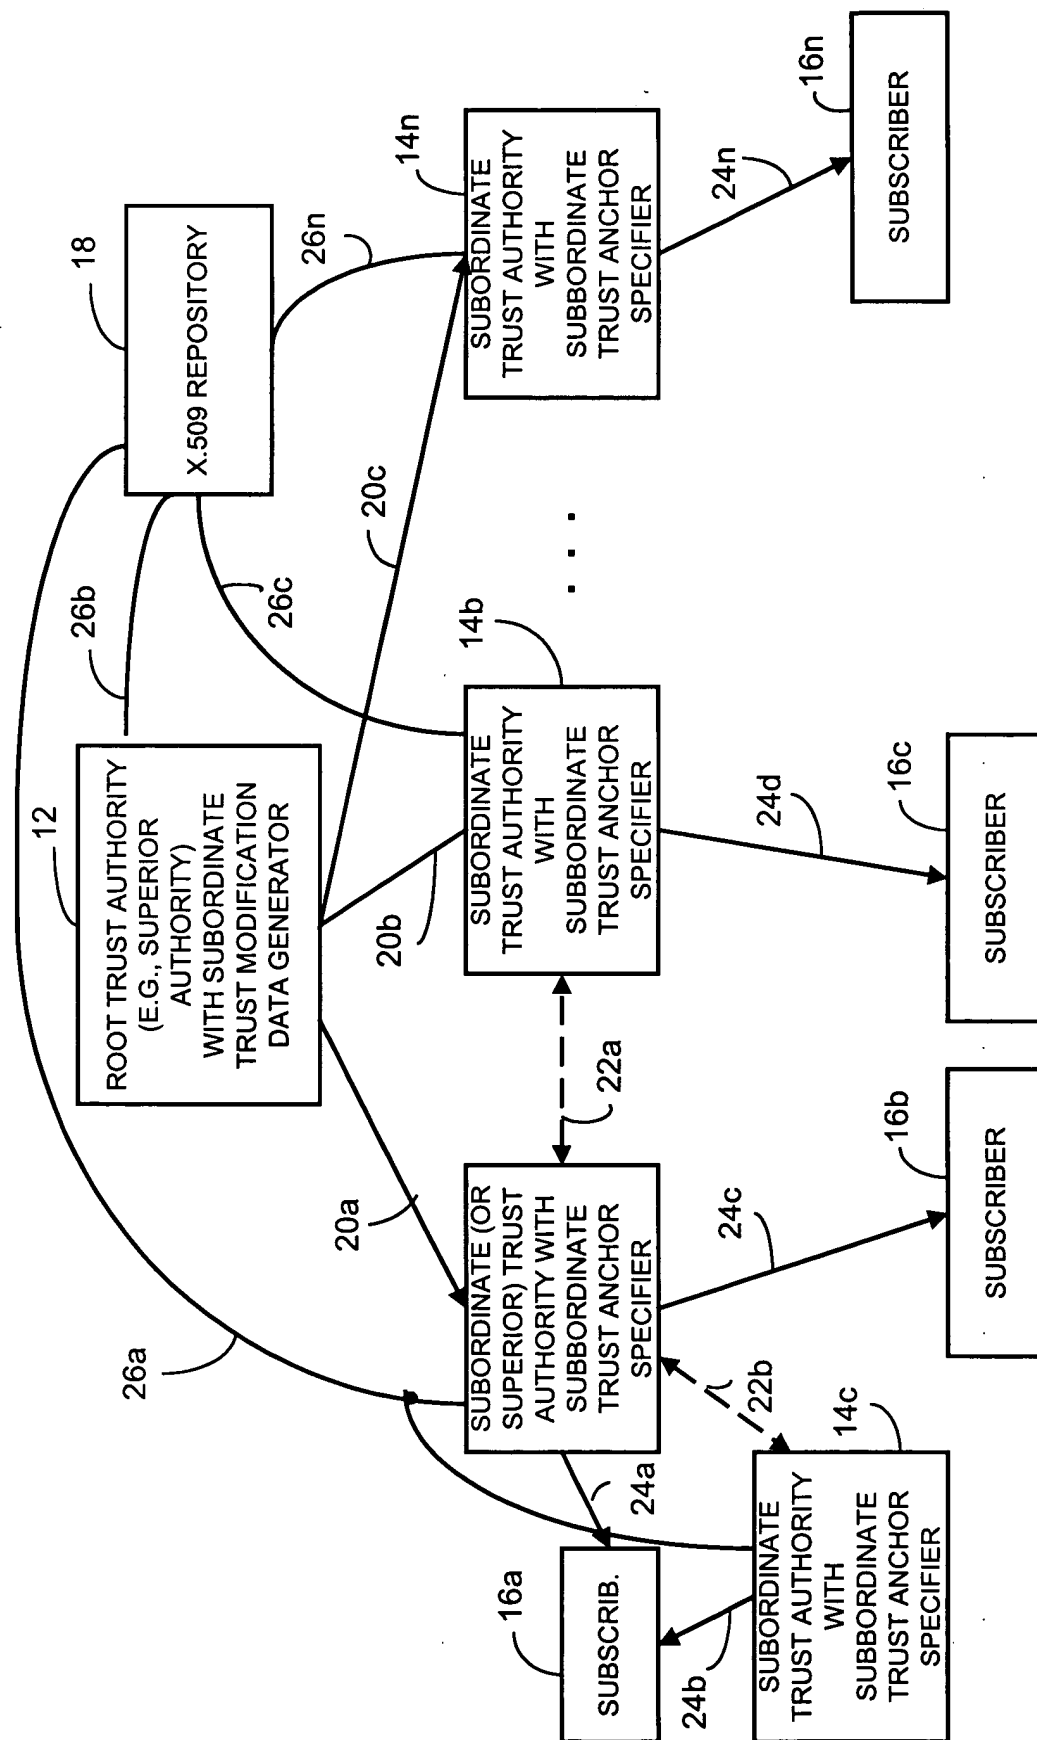 12
ROOT TRUST AUTHORITY
(E.G., SUPERIOR
AUTHORITY)
WITH SUBORDINATE
TRUST MODIFICATION
DATA GENERATOR
18
X.509 REPOSITORY
26a
26b
26c
26n
20a
20b
20c
SUBORDINATE (OR
SUPERIOR) TRUST
AUTHORITY WITH
SUBBORDINATE
TRUST ANCHOR
SPECIFIER
22a
14b
SUBORDINATE
TRUST AUTHORITY
WITH
SUBBORDINATE
TRUST ANCHOR
SPECIFIER
. . .
14n
SUBORDINATE
TRUST AUTHORITY
WITH
SUBBORDINATE
TRUST ANCHOR
SPECIFIER
16a
SUBSCRIB.
24a
24b
22b
14c
SUBORDINATE
TRUST AUTHORITY
WITH
SUBBORDINATE
TRUST ANCHOR
SPECIFIER
24c
16b
SUBSCRIBER
24d
16c
SUBSCRIBER
24n
16n
SUBSCRIBER